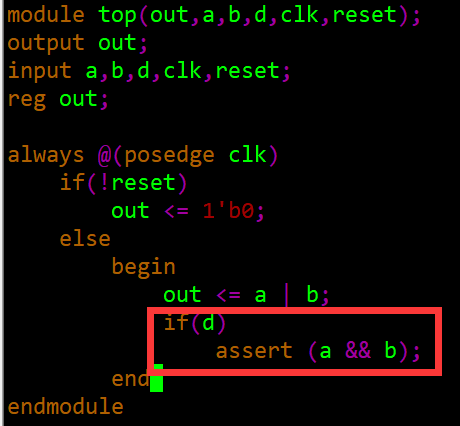 module top(out,a,b,d,clk,reset);
output out;
input a,b,d,clk,reset;
reg out;
always @(posedge clk)
if(!reset)
out <= 1'b0;
else
begin
out <= a | b;
if(d)
assert (a && b);
end
endmodule